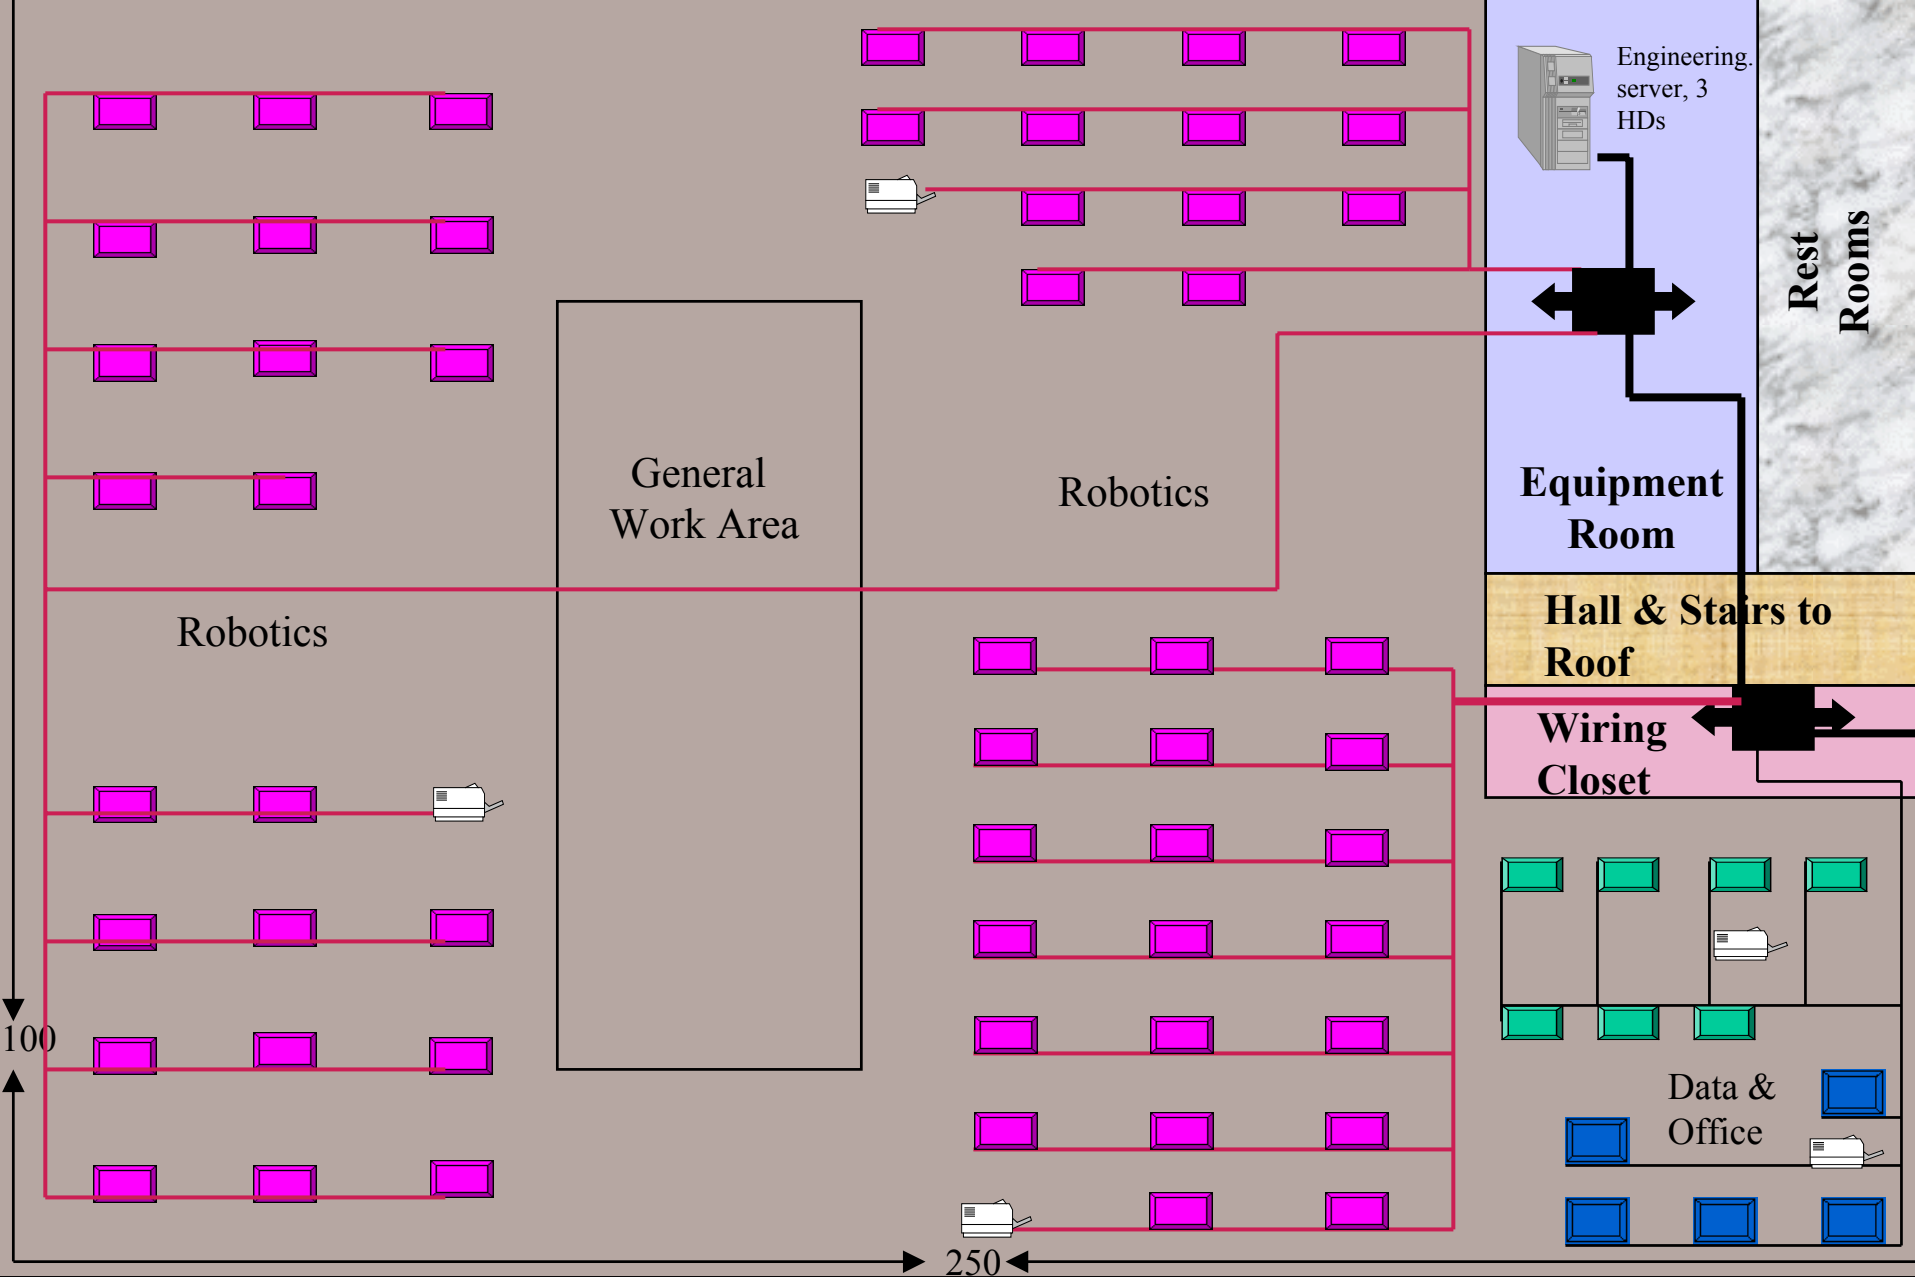 Engineering.
server, 3
HDs
Rest
Rooms
General
Work Area
Robotics
Equipment
Room
Hall & Stairs to
Roof
Robotics
Wiring
Closet
100
Data &
Office
250